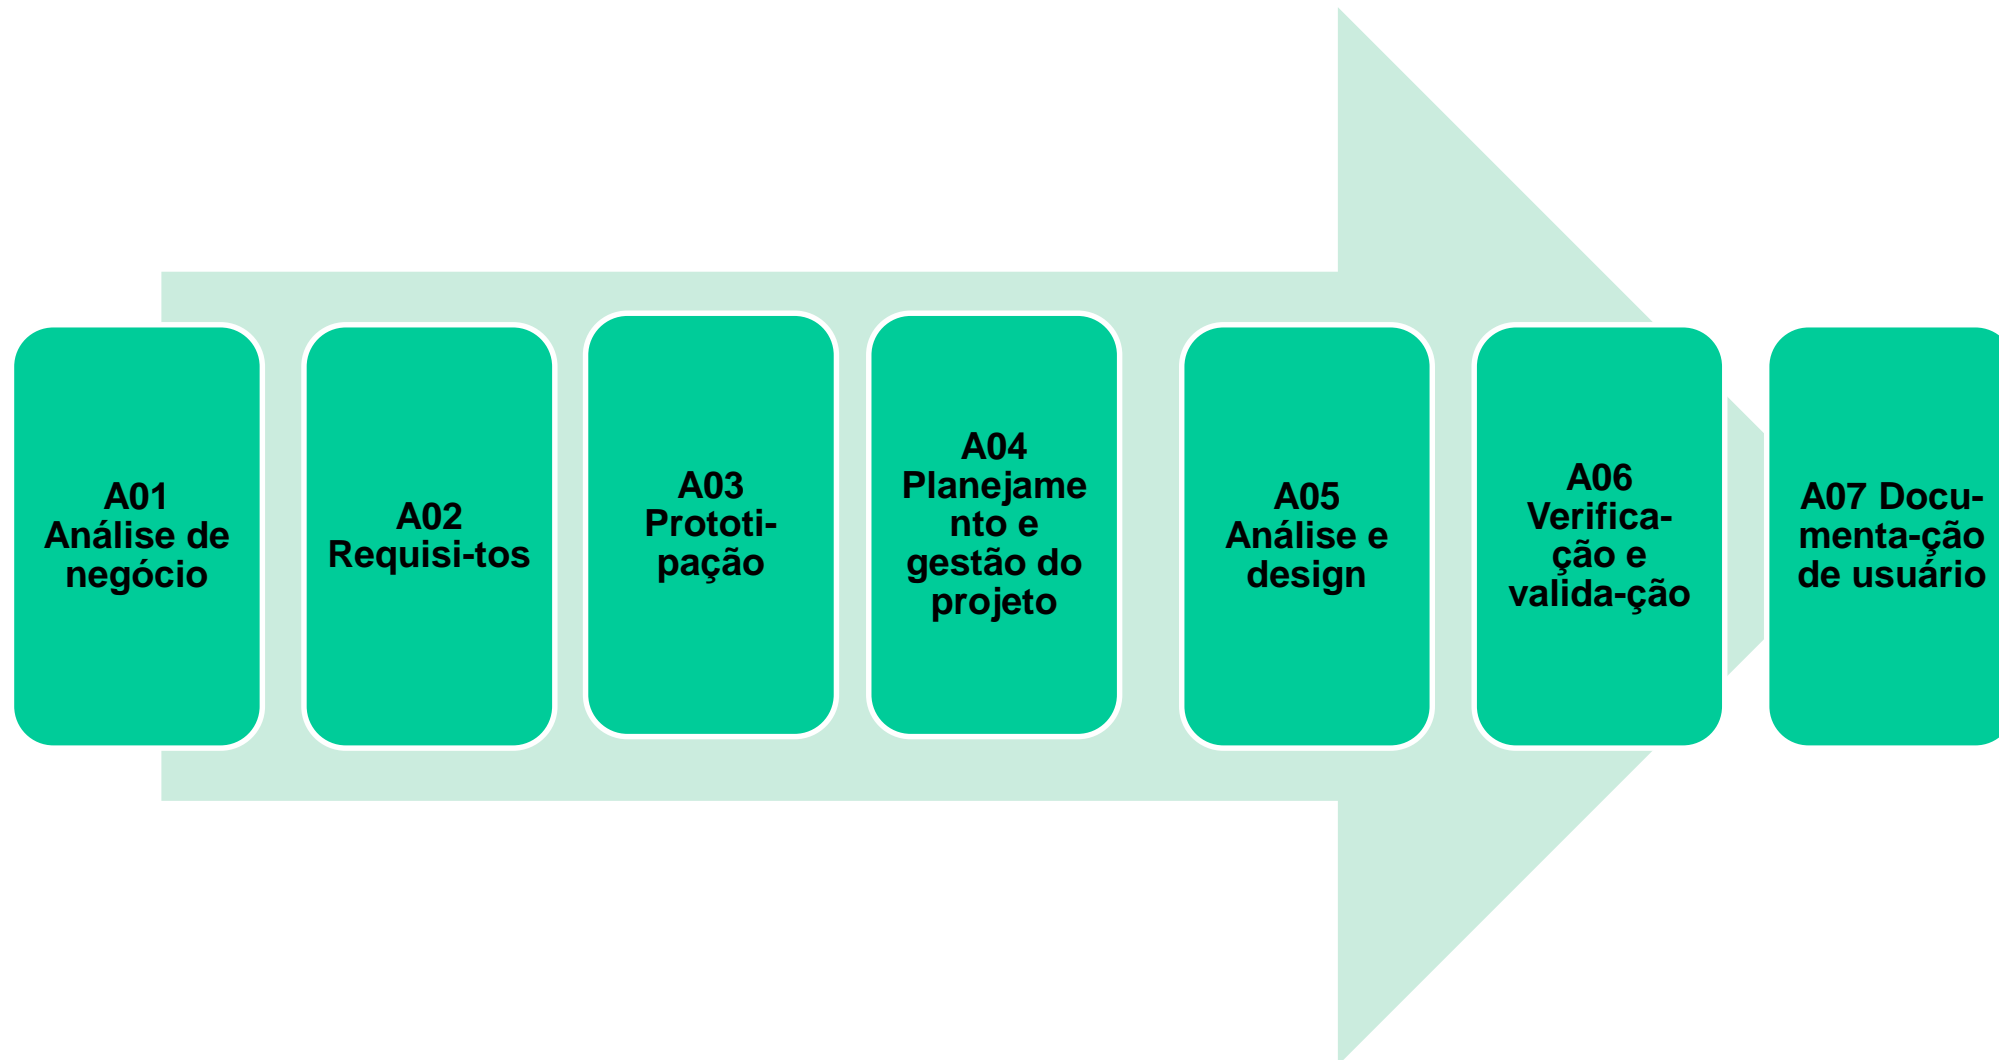 A01
Análise de
negócio
A02
Requisi-tos
A03
Prototi-
pação
A04
Planejame
nto e
gestão do
projeto
A05
Análise e
design
A06
Verifica-
ção e
valida-ção
A07 Docu-
menta-ção
de usuário